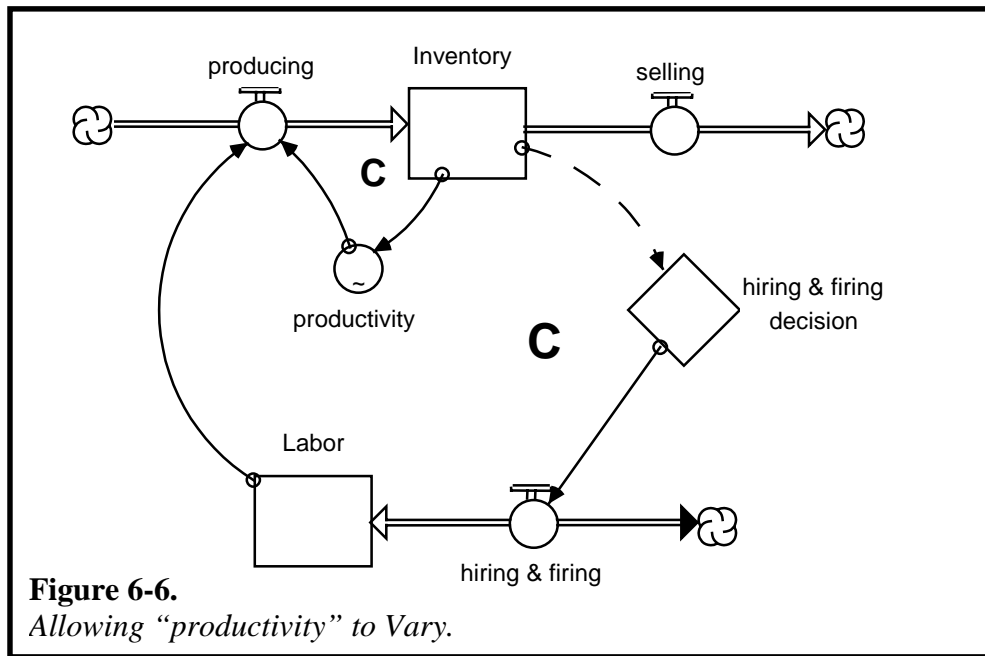 Inventory
producing
selling
C
~
productivity
hiring & firing
decision
C
Labor
hiring & firing
Figure 6-6.
Allowing “productivity” to Vary.